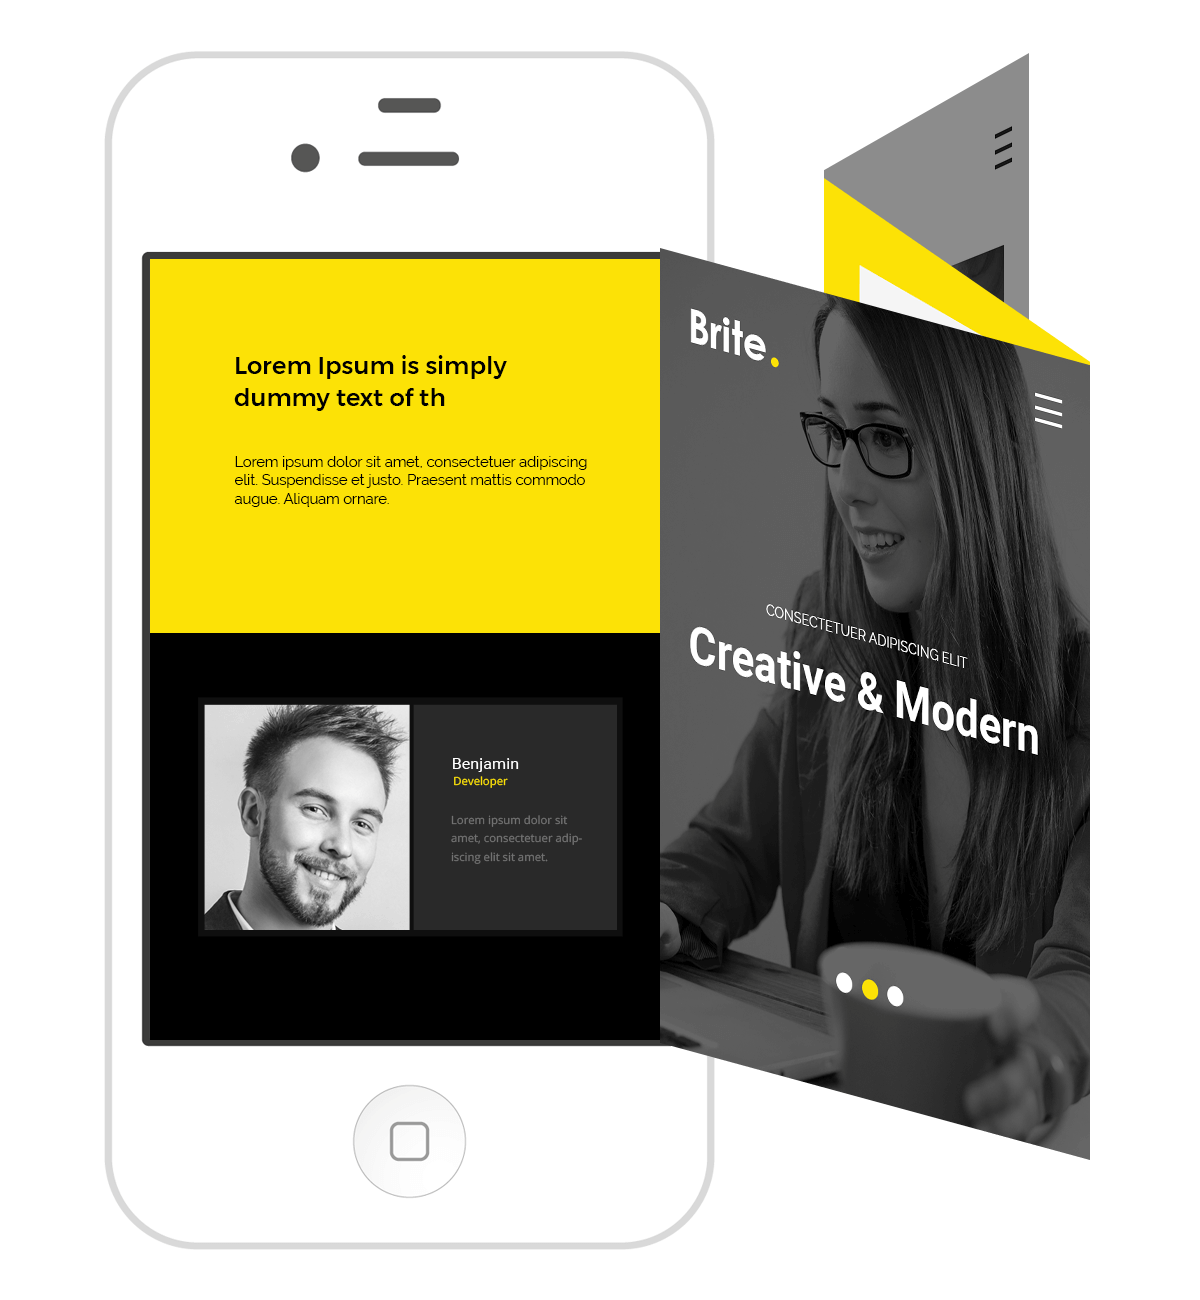 Lorem Ipsum is simply
dummy text of th
Lorem ipsum dolor sit amet, consectetuer adipiscing
elit. Suspendisse et justo. Praesent mattis commodo
augue. Aliquam ornare.
Benjamin
Developer
Lorem ipsum dolor sit
amet, consectetuer adip-
iscing elit sit amet.
Brite.
CONSECTETUER ADIPISCING ELIT
Creative & Modern